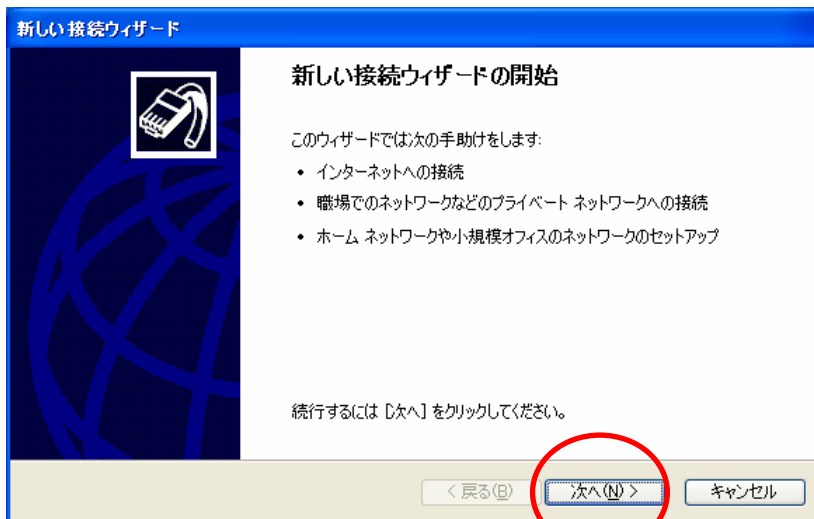 新しい接続ウィザード
新しい接続ウィザードの開始
このウィザードでは次の手助けをします:
• インターネットへの接続
• 職場でのネットワークなどのプライベート ネットワークへの接続
• ホーム ネットワークや小規模オフィスのネットワークのセットアップ
続行するには [次へ] をクリックしてください。
< 戻る(B) 次へ(N) > キャンセル